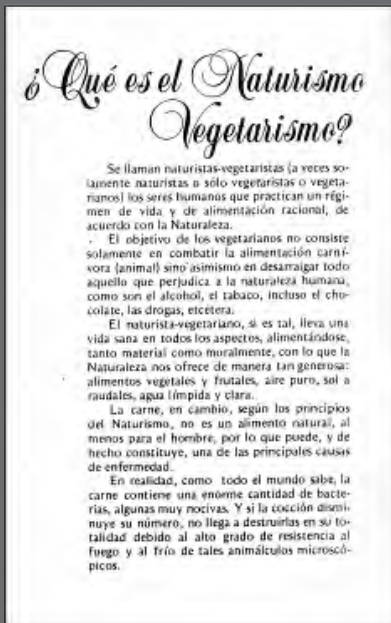 ¿Qué es el Naturismo
Vegetarismo?
Se llaman naturistas-vegetaristas (a veces so-
lamente naturistas o sólo vegetaristas o vegeta-
rianos) los seres humanos que practican un régi-
men de vida y de alimentación racional, de
acuerdo con la Naturaleza.
El objetivo de los vegetarianos no consiste
solamente en combatir la alimentación carní-
vora (animal) sino asimismo en desarraigar todo
aquello que perjudica a la naturaleza humana,
como son el alcohol, el tabaco, incluso el cho-
colate, las drogas, etcétera.
El naturista-vegetariano, si es tal, lleva una
vida sana en todos los aspectos, alimentándose,
tanto material como moralmente, con lo que la
Naturaleza nos ofrece de manera tan generosa:
alimentos vegetales y frutales, aire puro, sol a
raudales, agua límpida y clara.
La carne, en cambio, según los principios
del Naturismo, no es un alimento natural, al
menos para el hombre, por lo que puede, y de
hecho constituye, una de las principales causas
de enfermedad.
En realidad, como todo el mundo sabe, la
carne contiene una enorme cantidad de bacte-
rias, algunas muy nocivas. Y si la cocción dismi-
nuye su número, no llega a destruirlas en su to-
talidad debido al alto grado de resistencia al
fuego y al frío de tales animálculos microscó-
picos.